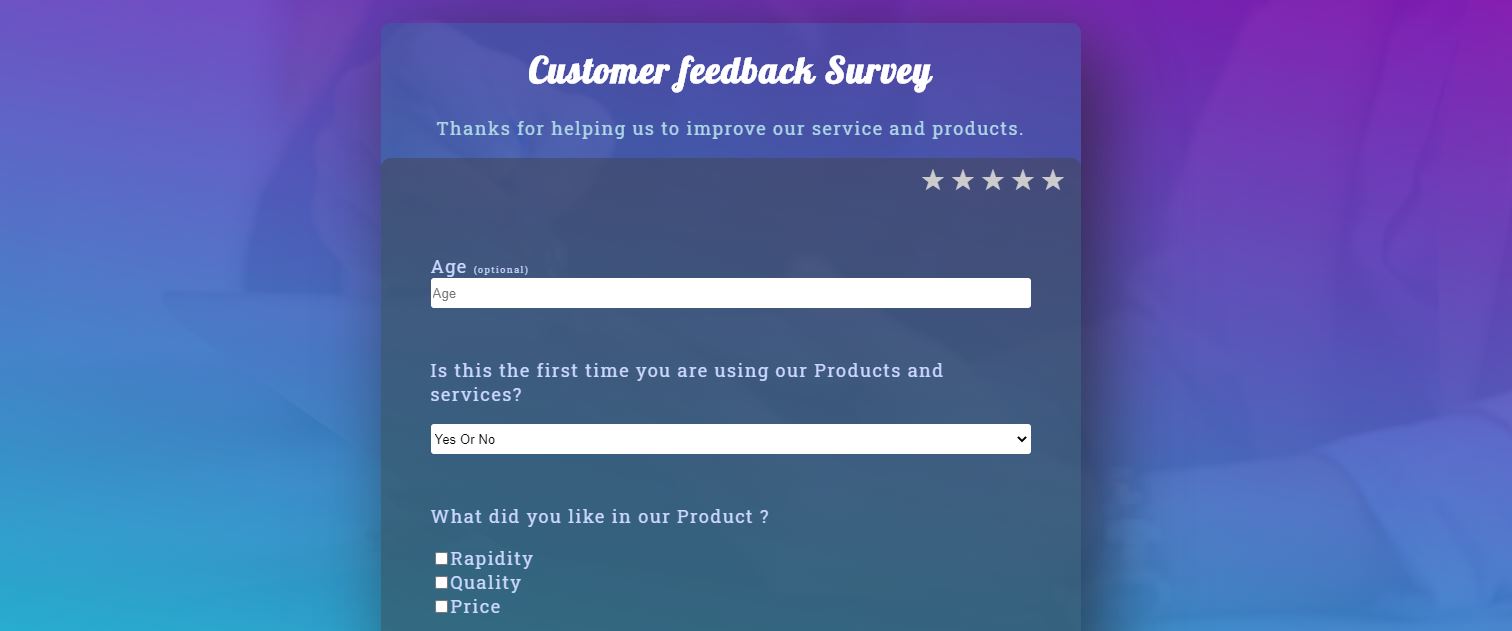 Customer feedback Survey
Thanks for helping us to improve our service and products.
★ ★ ★ ★ ★
Age (optional)
Age
Is this the first time you are using our Products and
services?
Yes Or No
What did you like in our Product ?
Rapidity
Quality
Price